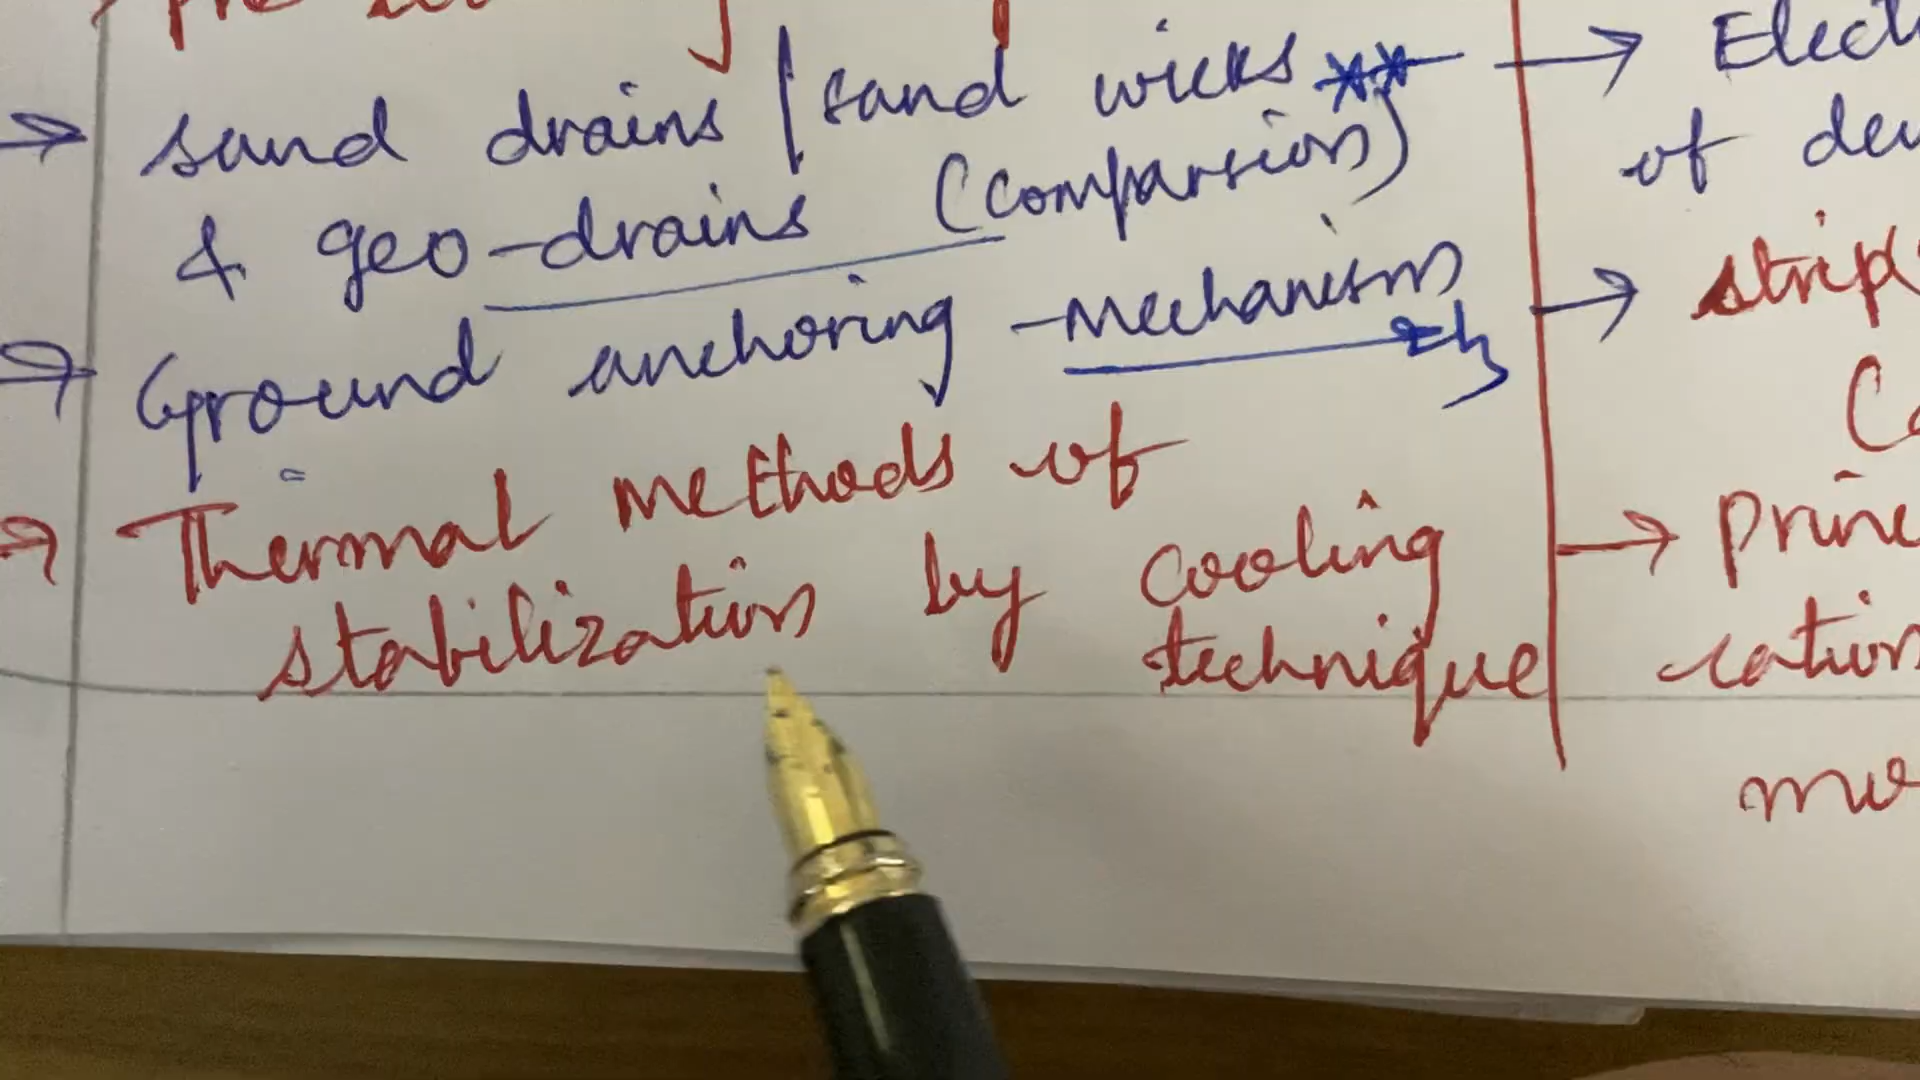 → sand drains / sand wicks **
& geo-drains (comparsion)
→ Ground anchoring - Mechanism
→ Thermal methods of
stabilization by cooling
technique
→ Elect
of dew
→ strip(
→ princ
cation